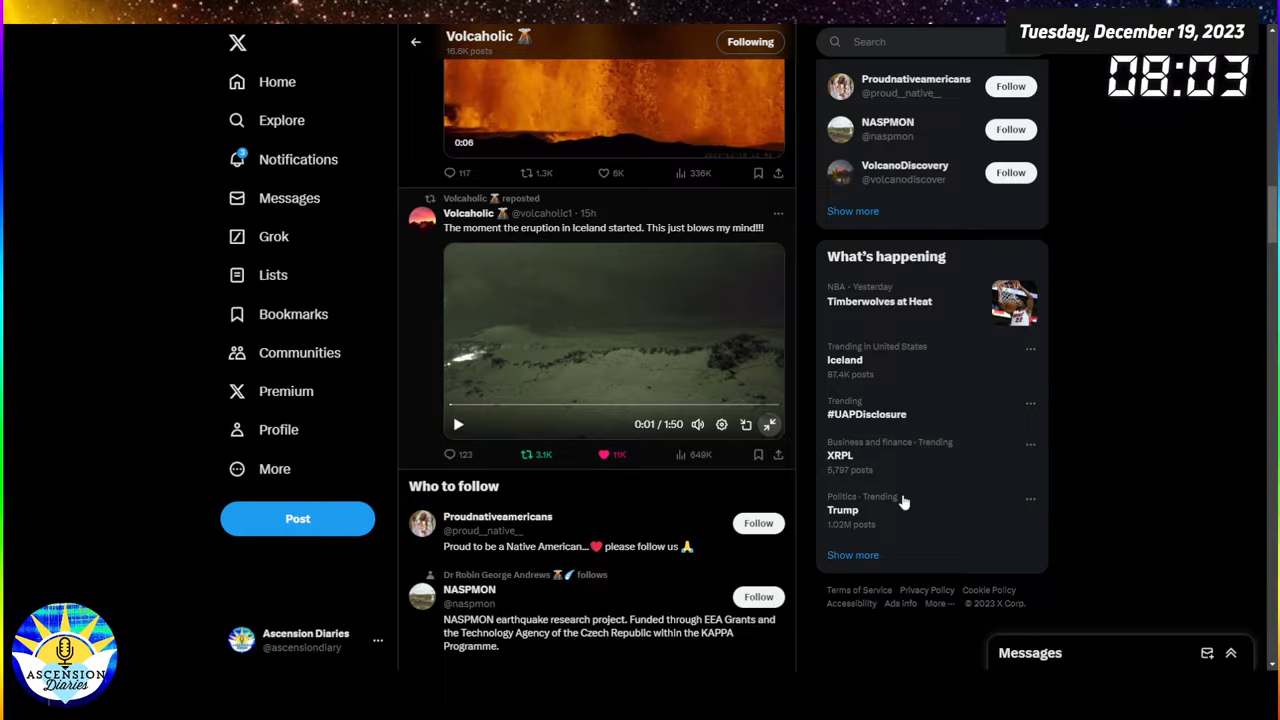 Tuesday, December 19, 2023
08:03
Home
Explore
3
Notifications
Messages
Grok
Lists
Bookmarks
Communities
Premium
Profile
More
Post
Ascension Diaries
@ascensiondiary
ASCENSION
Diaries
Volcaholic 🌋
16.6K posts
Following
0:06
117 1.3K 6K 336K
Volcaholic 🌋 reposted
Volcaholic 🌋 @volcaholic1 · 15h
The moment the eruption in Iceland started. This just blows my mind!!!
0:01 / 1:50
123 3.1K 11K 649K
Who to follow
Proudnativeamericans
@proud__native__
Follow
Proud to be a Native American...❤️ please follow us 🙏
Dr Robin George Andrews 🌋☄️ follows
NASPMON
@naspmon
Follow
NASPMON earthquake research project. Funded through EEA Grants and
the Technology Agency of the Czech Republic within the KAPPA
Programme.
Search
Proudnativeamericans
@proud__native__
Follow
NASPMON
@naspmon
Follow
VolcanoDiscovery
@volcanodiscover
Follow
Show more
What's happening
NBA · Yesterday
Timberwolves at Heat
Trending in United States
Iceland
87.4K posts
Trending
#UAPDisclosure
Business and finance · Trending
XRPL
5,797 posts
Politics · Trending
Trump
1.02M posts
Show more
Terms of Service Privacy Policy Cookie Policy
Accessibility Ads info More ··· © 2023 X Corp.
Messages